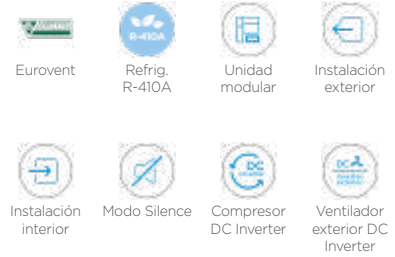 R-410A
Eurovent
Refrig.
R-410A
Unidad
modular
Instalación
exterior
DC
DC
Instalación
interior
Modo Silence
Compresor
DC Inverter
Ventilador
exterior DC
Inverter